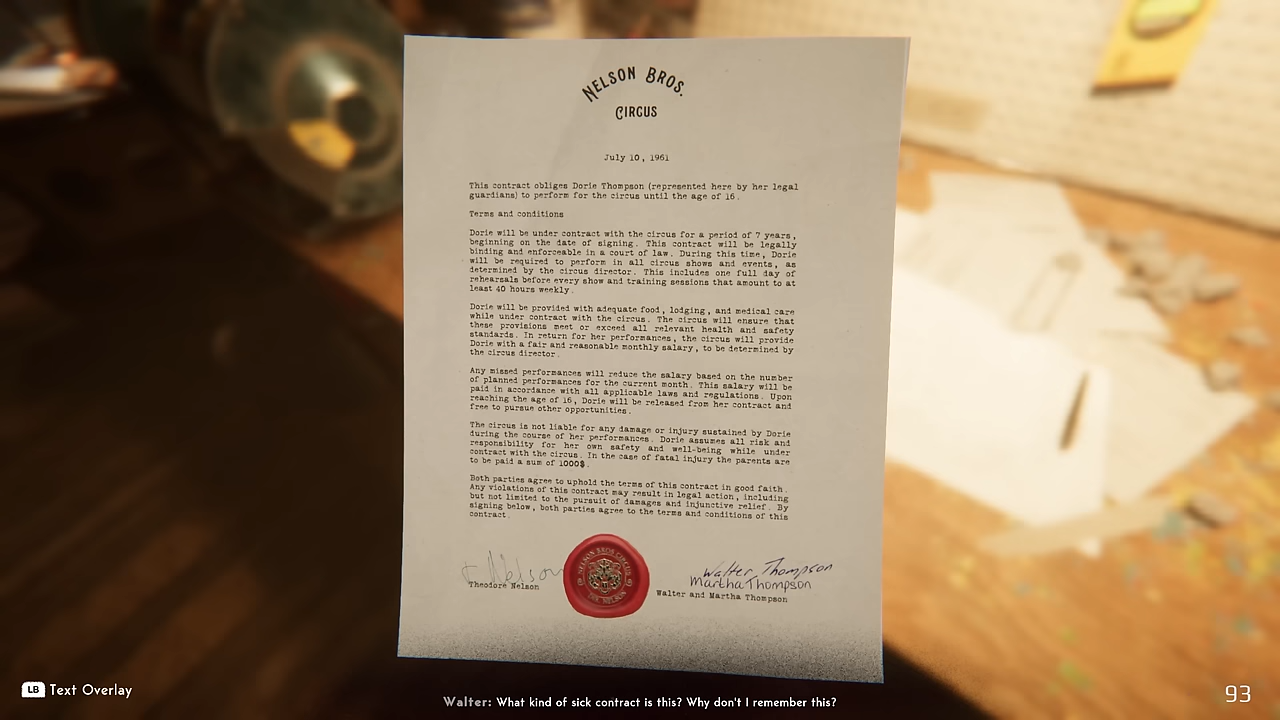 NELSON BROS.
CIRCUS
July 10, 1961
This contract obliges Dorie Thompson (represented here by her legal
guardians) to perform for the circus until the age of 16.
Terms and conditions
Dorie will be under contract with the circus for a period of 7 years,
beginning on the date of signing. This contract will be legally
binding and enforceable in a court of law. During this time, Dorie
will be required to perform in all circus shows and events, as
determined by the circus director. This includes one full day of
rehearsals before every show and training sessions that amount to at
least 40 hours weekly.
Dorie will be provided with adequate food, lodging, and medical care
while under contract with the circus. The circus will ensure that
these provisions meet or exceed all relevant health and safety
standards. In return for her performances, the circus will provide
Dorie with a fair and reasonable monthly salary, to be determined by
the circus director.
Any missed performances will reduce the salary based on the number
of planned performances for the current month. This salary will be
paid in accordance with all applicable laws and regulations. Upon
reaching the age of 16, Dorie will be released from her contract and
free to pursue other opportunities.
The circus is not liable for any damage or injury sustained by Dorie
during the course of her performances. Dorie assumes all risk and
responsibility for her own safety and well-being while under
contract with the circus. In the case of fatal injury the parents are
to be paid a sum of 1000$.
Both parties agree to uphold the terms of this contract in good faith.
Any violations of this contract may result in legal action, including
but not limited to the pursuit of damages and injunctive relief. By
signing below, both parties agree to the terms and conditions of this
contract.
Nelson
Theodore Nelson
NELSON BROS CIRCUS
Walter Thompson
Martha Thompson
Walter and Martha Thompson
LB Text Overlay
Walter: What kind of sick contract is this? Why don't I remember this?
93